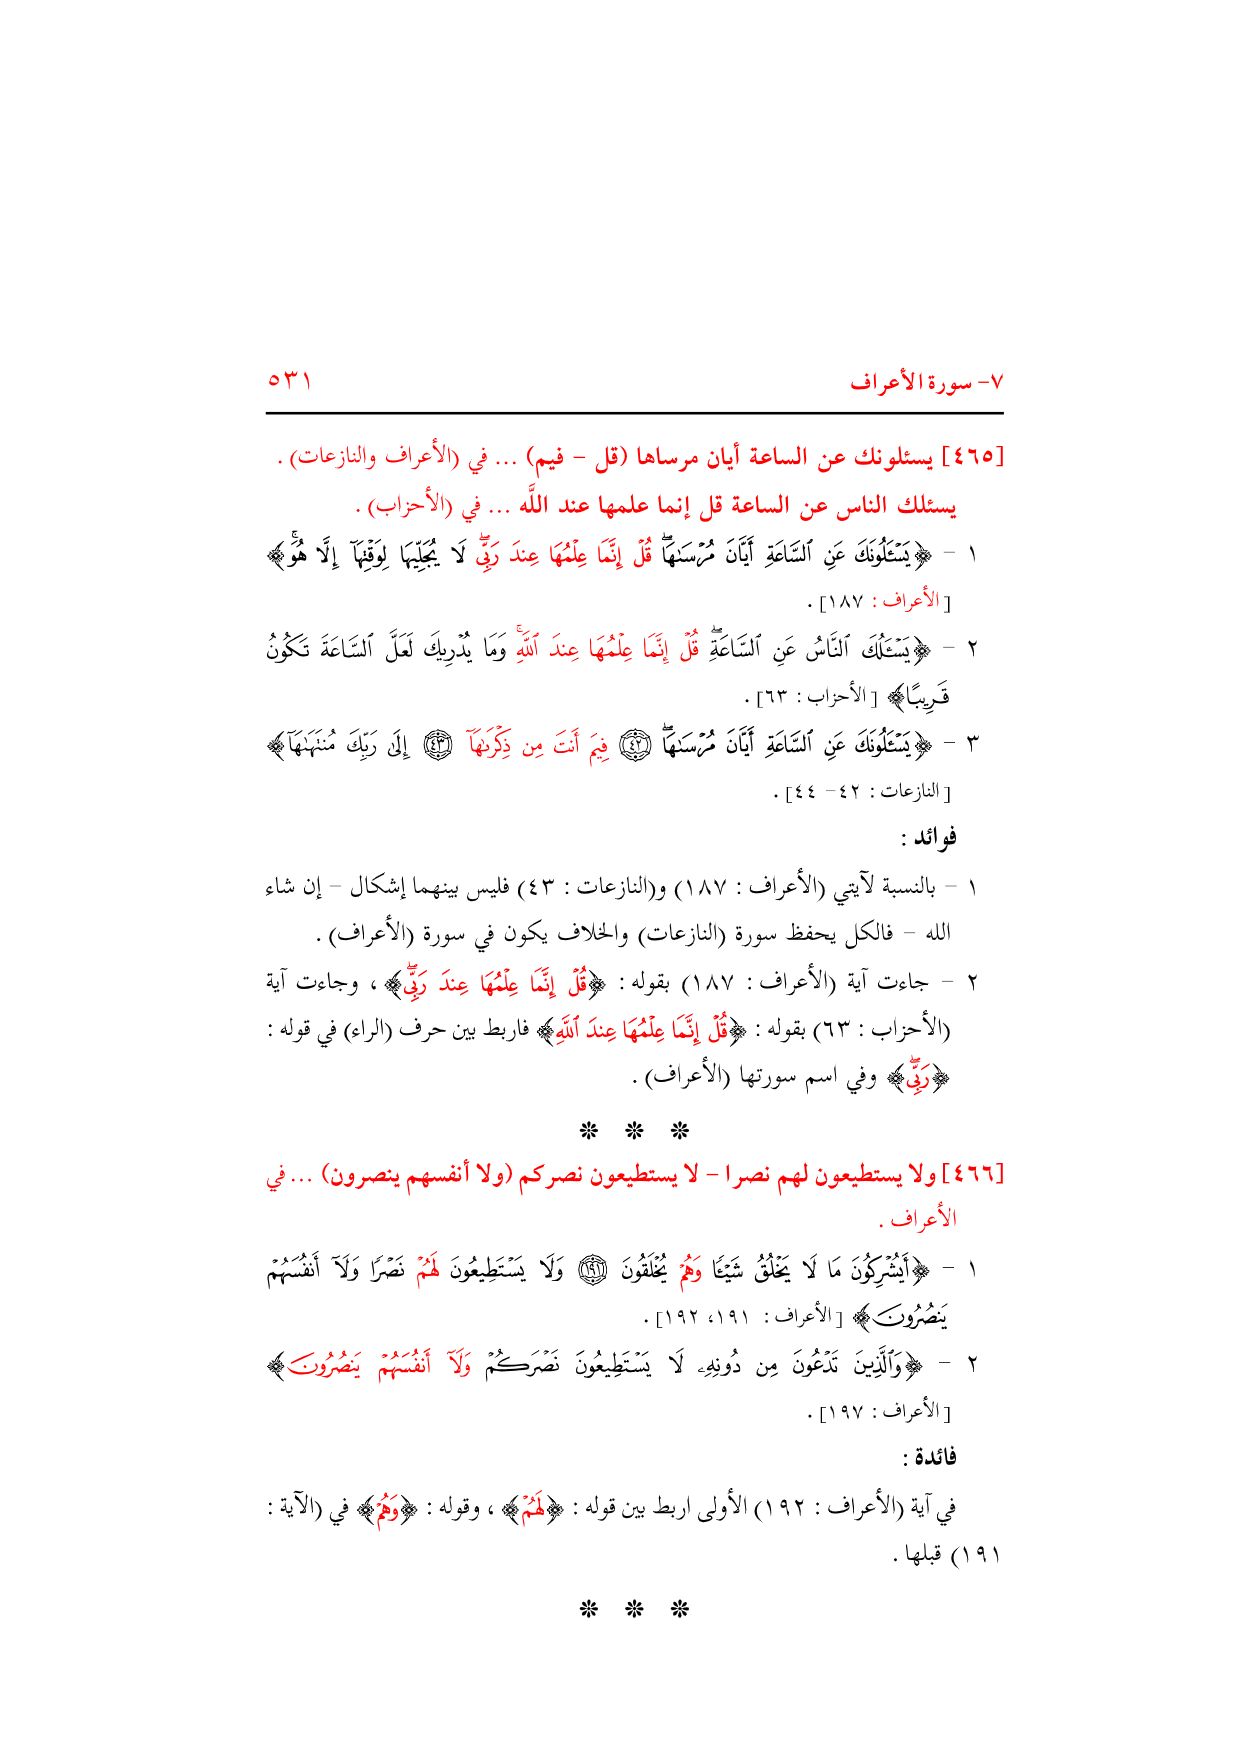 ٧- سورة الأعراف ٥٣١
[٤٦٥] يسئلونك عن الساعة أيان مرساها (قل – فيم) ... في (الأعراف والنازعات) .
يسئلك الناس عن الساعة قل إنما علمها عند اللَّه ... في (الأحزاب) .
١ – ﴿يَسْـَٔلُونَكَ عَنِ ٱلسَّاعَةِ أَيَّانَ مُرْسَىٰهَا ۖ قُلْ إِنَّمَا عِلْمُهَا عِندَ رَبِّى ۖ لَا يُجَلِّيهَا لِوَقْتِهَآ إِلَّا هُوَ ۚ﴾
[الأعراف : ١٨٧] .
٢ – ﴿يَسْـَٔلُكَ ٱلنَّاسُ عَنِ ٱلسَّاعَةِ ۖ قُلْ إِنَّمَا عِلْمُهَا عِندَ ٱللَّهِ ۚ وَمَا يُدْرِيكَ لَعَلَّ ٱلسَّاعَةَ تَكُونُ
قَرِيبًا﴾ [الأحزاب : ٦٣] .
٣ – ﴿يَسْـَٔلُونَكَ عَنِ ٱلسَّاعَةِ أَيَّانَ مُرْسَىٰهَا ۖ ﴿٤٢﴾ فِيمَ أَنتَ مِن ذِكْرَىٰهَآ ﴿٤٣﴾ إِلَىٰ رَبِّكَ مُنتَهَىٰهَآ﴾
[النازعات : ٤٢– ٤٤] .
فوائد :
١ – بالنسبة لآيتي (الأعراف : ١٨٧) و(النازعات : ٤٣) فليس بينهما إشكال – إن شاء
الله – فالكل يحفظ سورة (النازعات) والخلاف يكون في سورة (الأعراف) .
٢ – جاءت آية (الأعراف : ١٨٧) بقوله : ﴿قُلْ إِنَّمَا عِلْمُهَا عِندَ رَبِّى ۖ﴾ ، وجاءت آية
(الأحزاب : ٦٣) بقوله : ﴿قُلْ إِنَّمَا عِلْمُهَا عِندَ ٱللَّهِ﴾ فاربط بين حرف (الراء) في قوله :
﴿رَبِّى ۖ﴾ وفي اسم سورتها (الأعراف) .
❊ ❊ ❊
[٤٦٦] ولا يستطيعون لهم نصرا – لا يستطيعون نصركم (ولا أنفسهم ينصرون) ... في
الأعراف .
١ – ﴿أَيُشْرِكُونَ مَا لَا يَخْلُقُ شَيْـًٔا وَهُمْ يُخْلَقُونَ ﴿١٩١﴾ وَلَا يَسْتَطِيعُونَ لَهُمْ نَصْرًا وَلَآ أَنفُسَهُمْ
يَنصُرُونَ﴾ [الأعراف : ١٩١، ١٩٢] .
٢ – ﴿وَٱلَّذِينَ تَدْعُونَ مِن دُونِهِۦ لَا يَسْتَطِيعُونَ نَصْرَكُمْ وَلَآ أَنفُسَهُمْ يَنصُرُونَ﴾
[الأعراف : ١٩٧] .
فائدة :
في آية (الأعراف : ١٩٢) الأولى اربط بين قوله : ﴿لَهُمْ﴾ ، وقوله : ﴿وَهُمْ﴾ في (الآية :
١٩١) قبلها .
❊ ❊ ❊